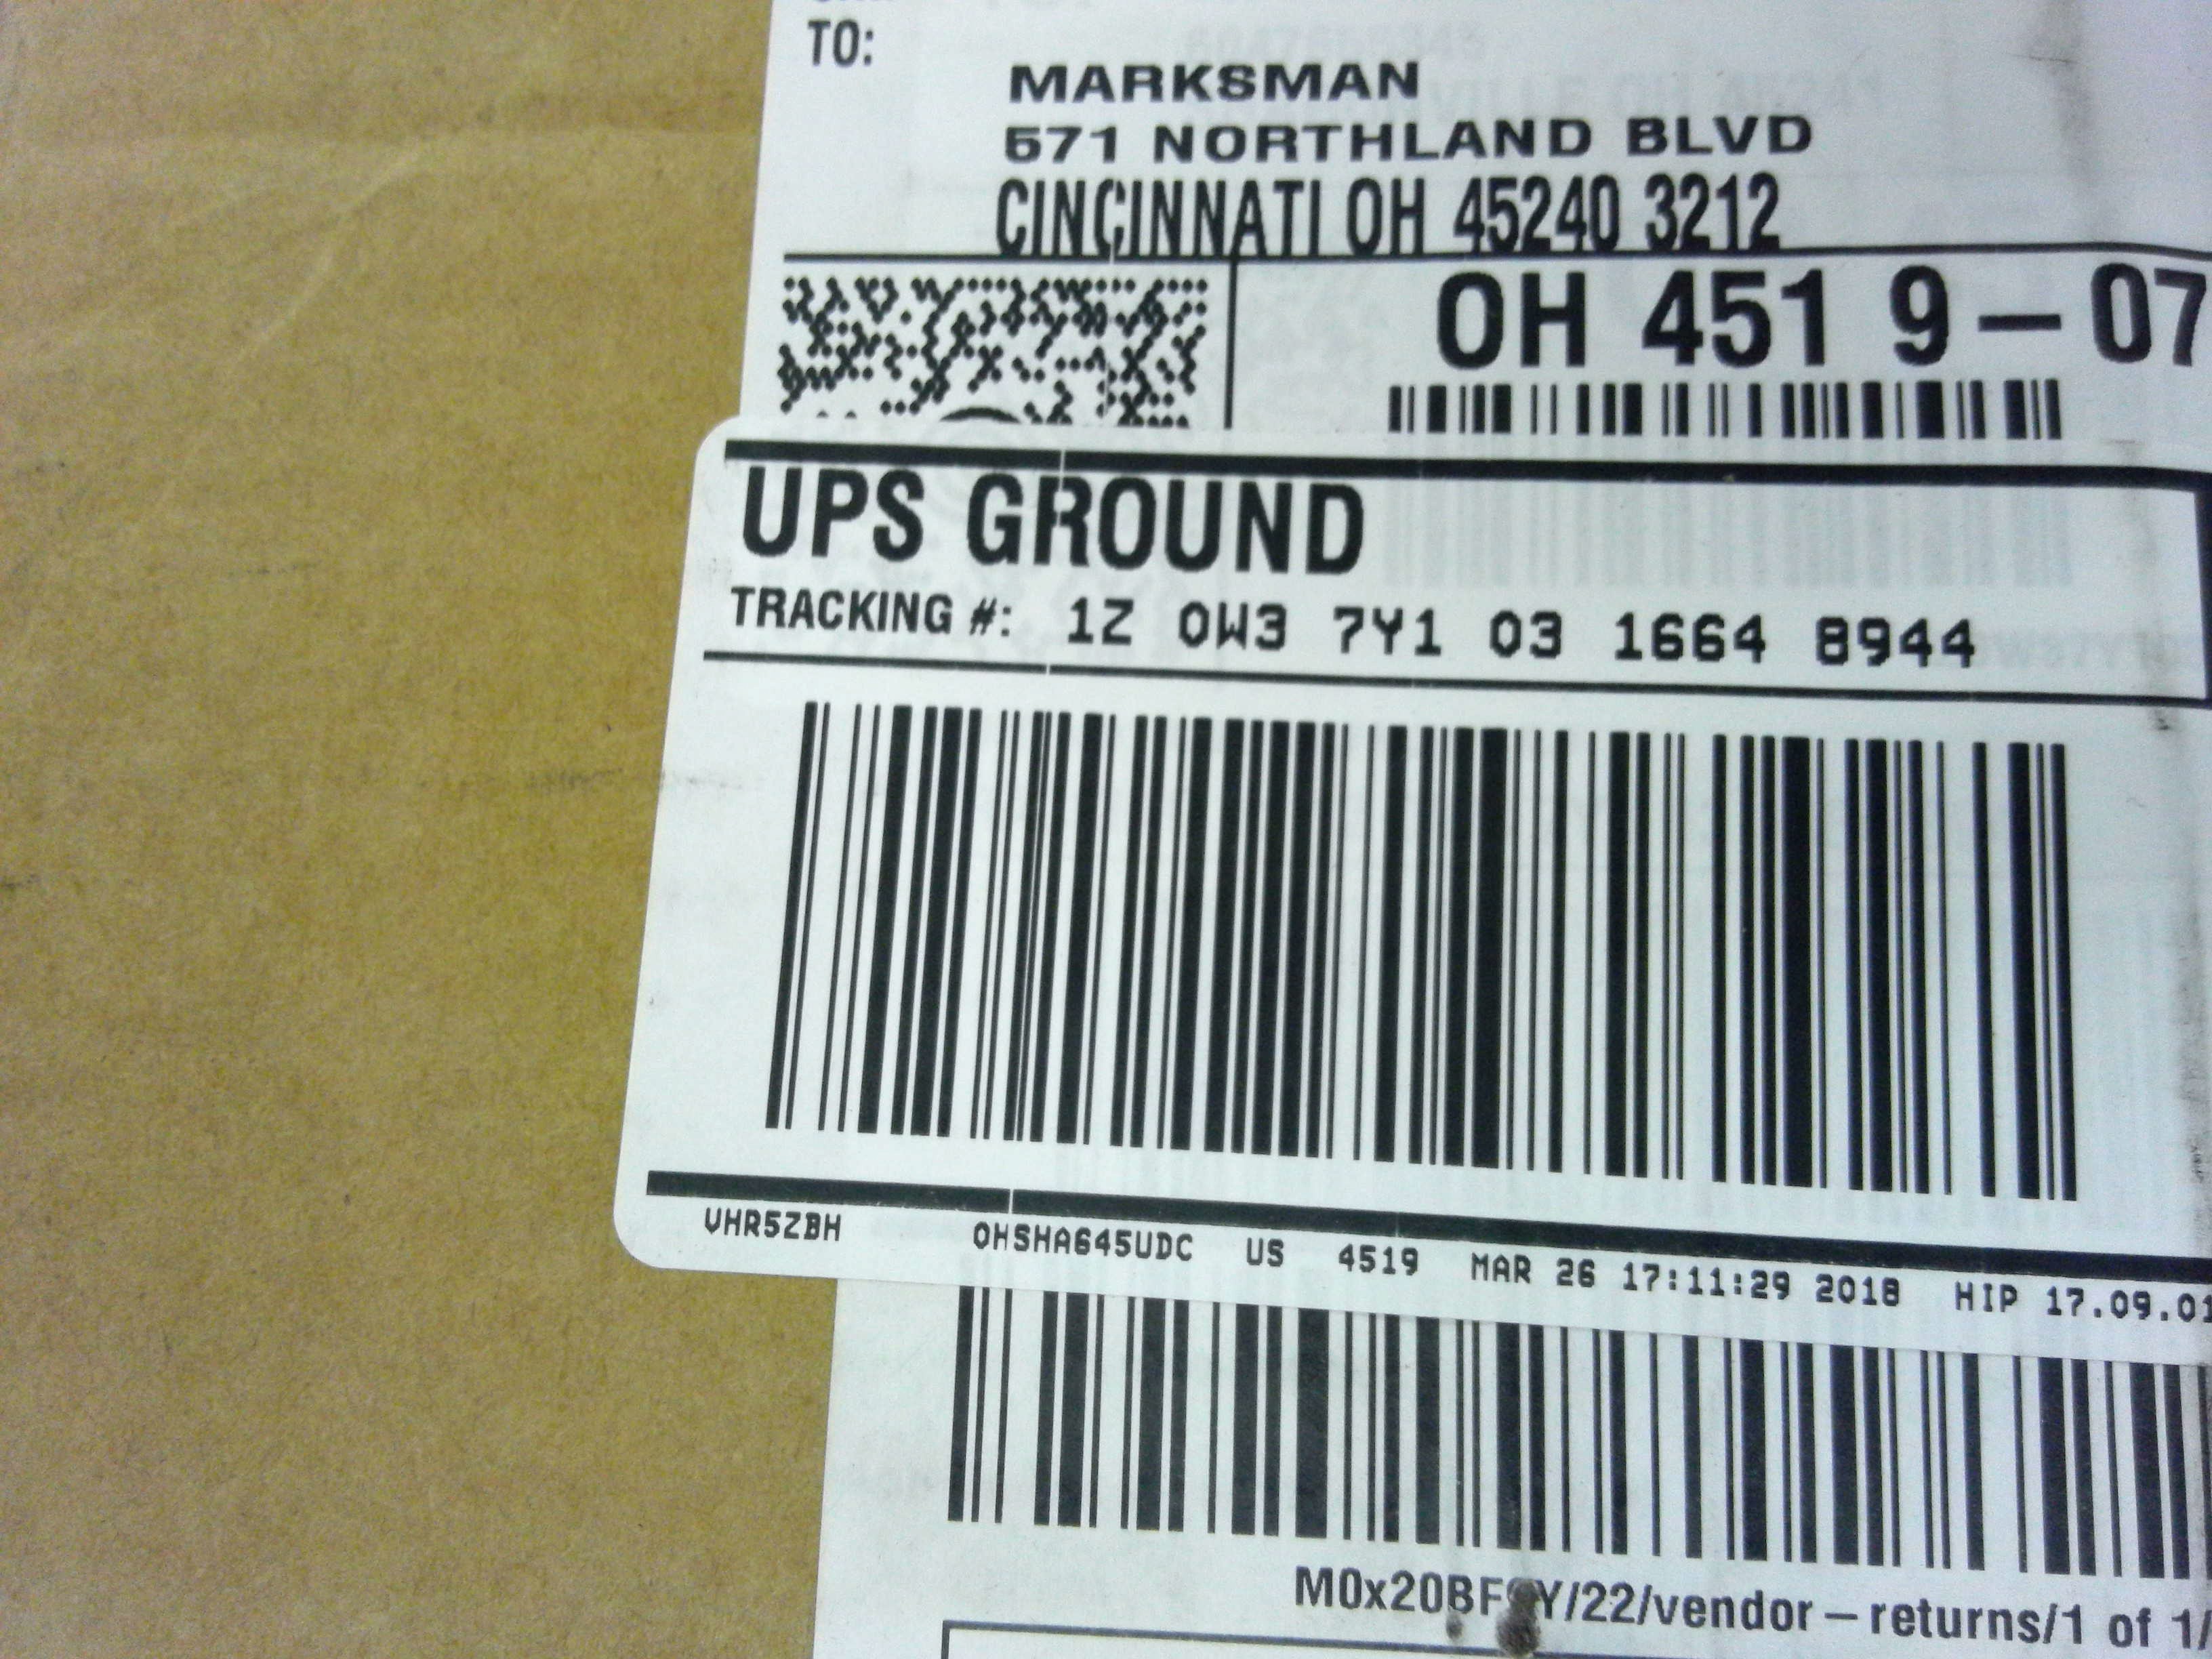 TO:
MARKSMAN
571 NORTHLAND BLVD
CINCINNATI OH 45240 3212
OH 451 9-07
UPS GROUND
TRACKING #: 1Z 0W3 7Y1 03 1664 8944
VHR5ZBH OHSHA645UDC US 4519 MAR 26 17:11:29 2018 HIP 17.09.01
/22/vendor-returns/1 of 1/